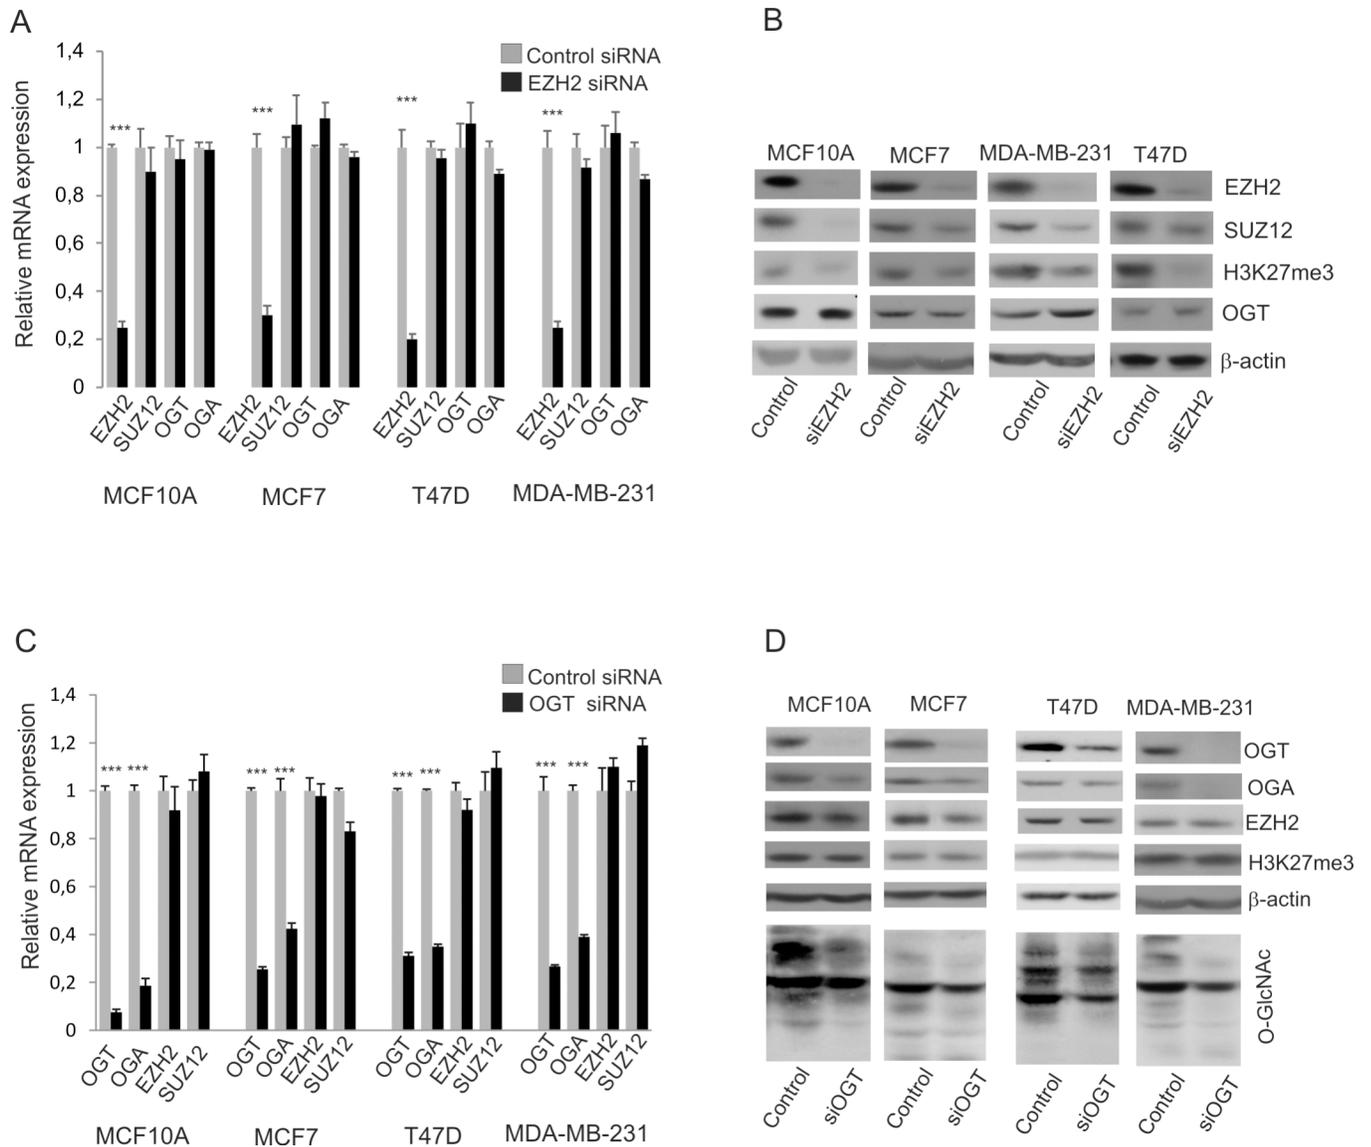 A
Control siRNA
EZH2 siRNA
Relative mRNA expression
1,4
1,2
1
0,8
0,6
0,4
0,2
0
*** *** *** ***
EZH2 SUZ12 OGT OGA EZH2 SUZ12 OGT OGA EZH2 SUZ12 OGT OGA EZH2 SUZ12 OGT OGA
MCF10A MCF7 T47D MDA-MB-231
B
MCF10A MCF7 MDA-MB-231 T47D
EZH2
SUZ12
H3K27me3
OGT
β-actin
Control siEZH2 Control siEZH2 Control siEZH2 Control siEZH2
C
Control siRNA
OGT siRNA
Relative mRNA expression
1,4
1,2
1
0,8
0,6
0,4
0,2
0
*** *** *** *** *** *** *** ***
OGT OGA EZH2 SUZ12 OGT OGA EZH2 SUZ12 OGT OGA EZH2 SUZ12 OGT OGA EZH2 SUZ12
MCF10A MCF7 T47D MDA-MB-231
D
MCF10A MCF7 T47D MDA-MB-231
OGT
OGA
EZH2
H3K27me3
β-actin
O-GlcNAc
Control siOGT Control siOGT Control siOGT Control siOGT